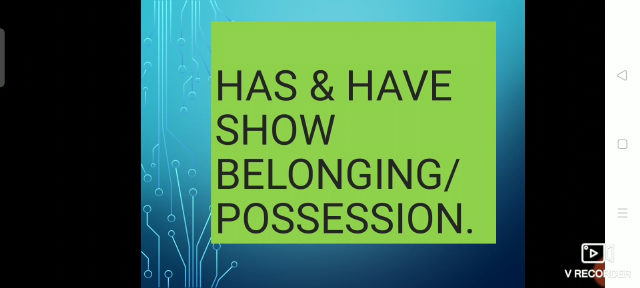 HAS & HAVE
SHOW
BELONGING/
POSSESSION.
V RECORDER